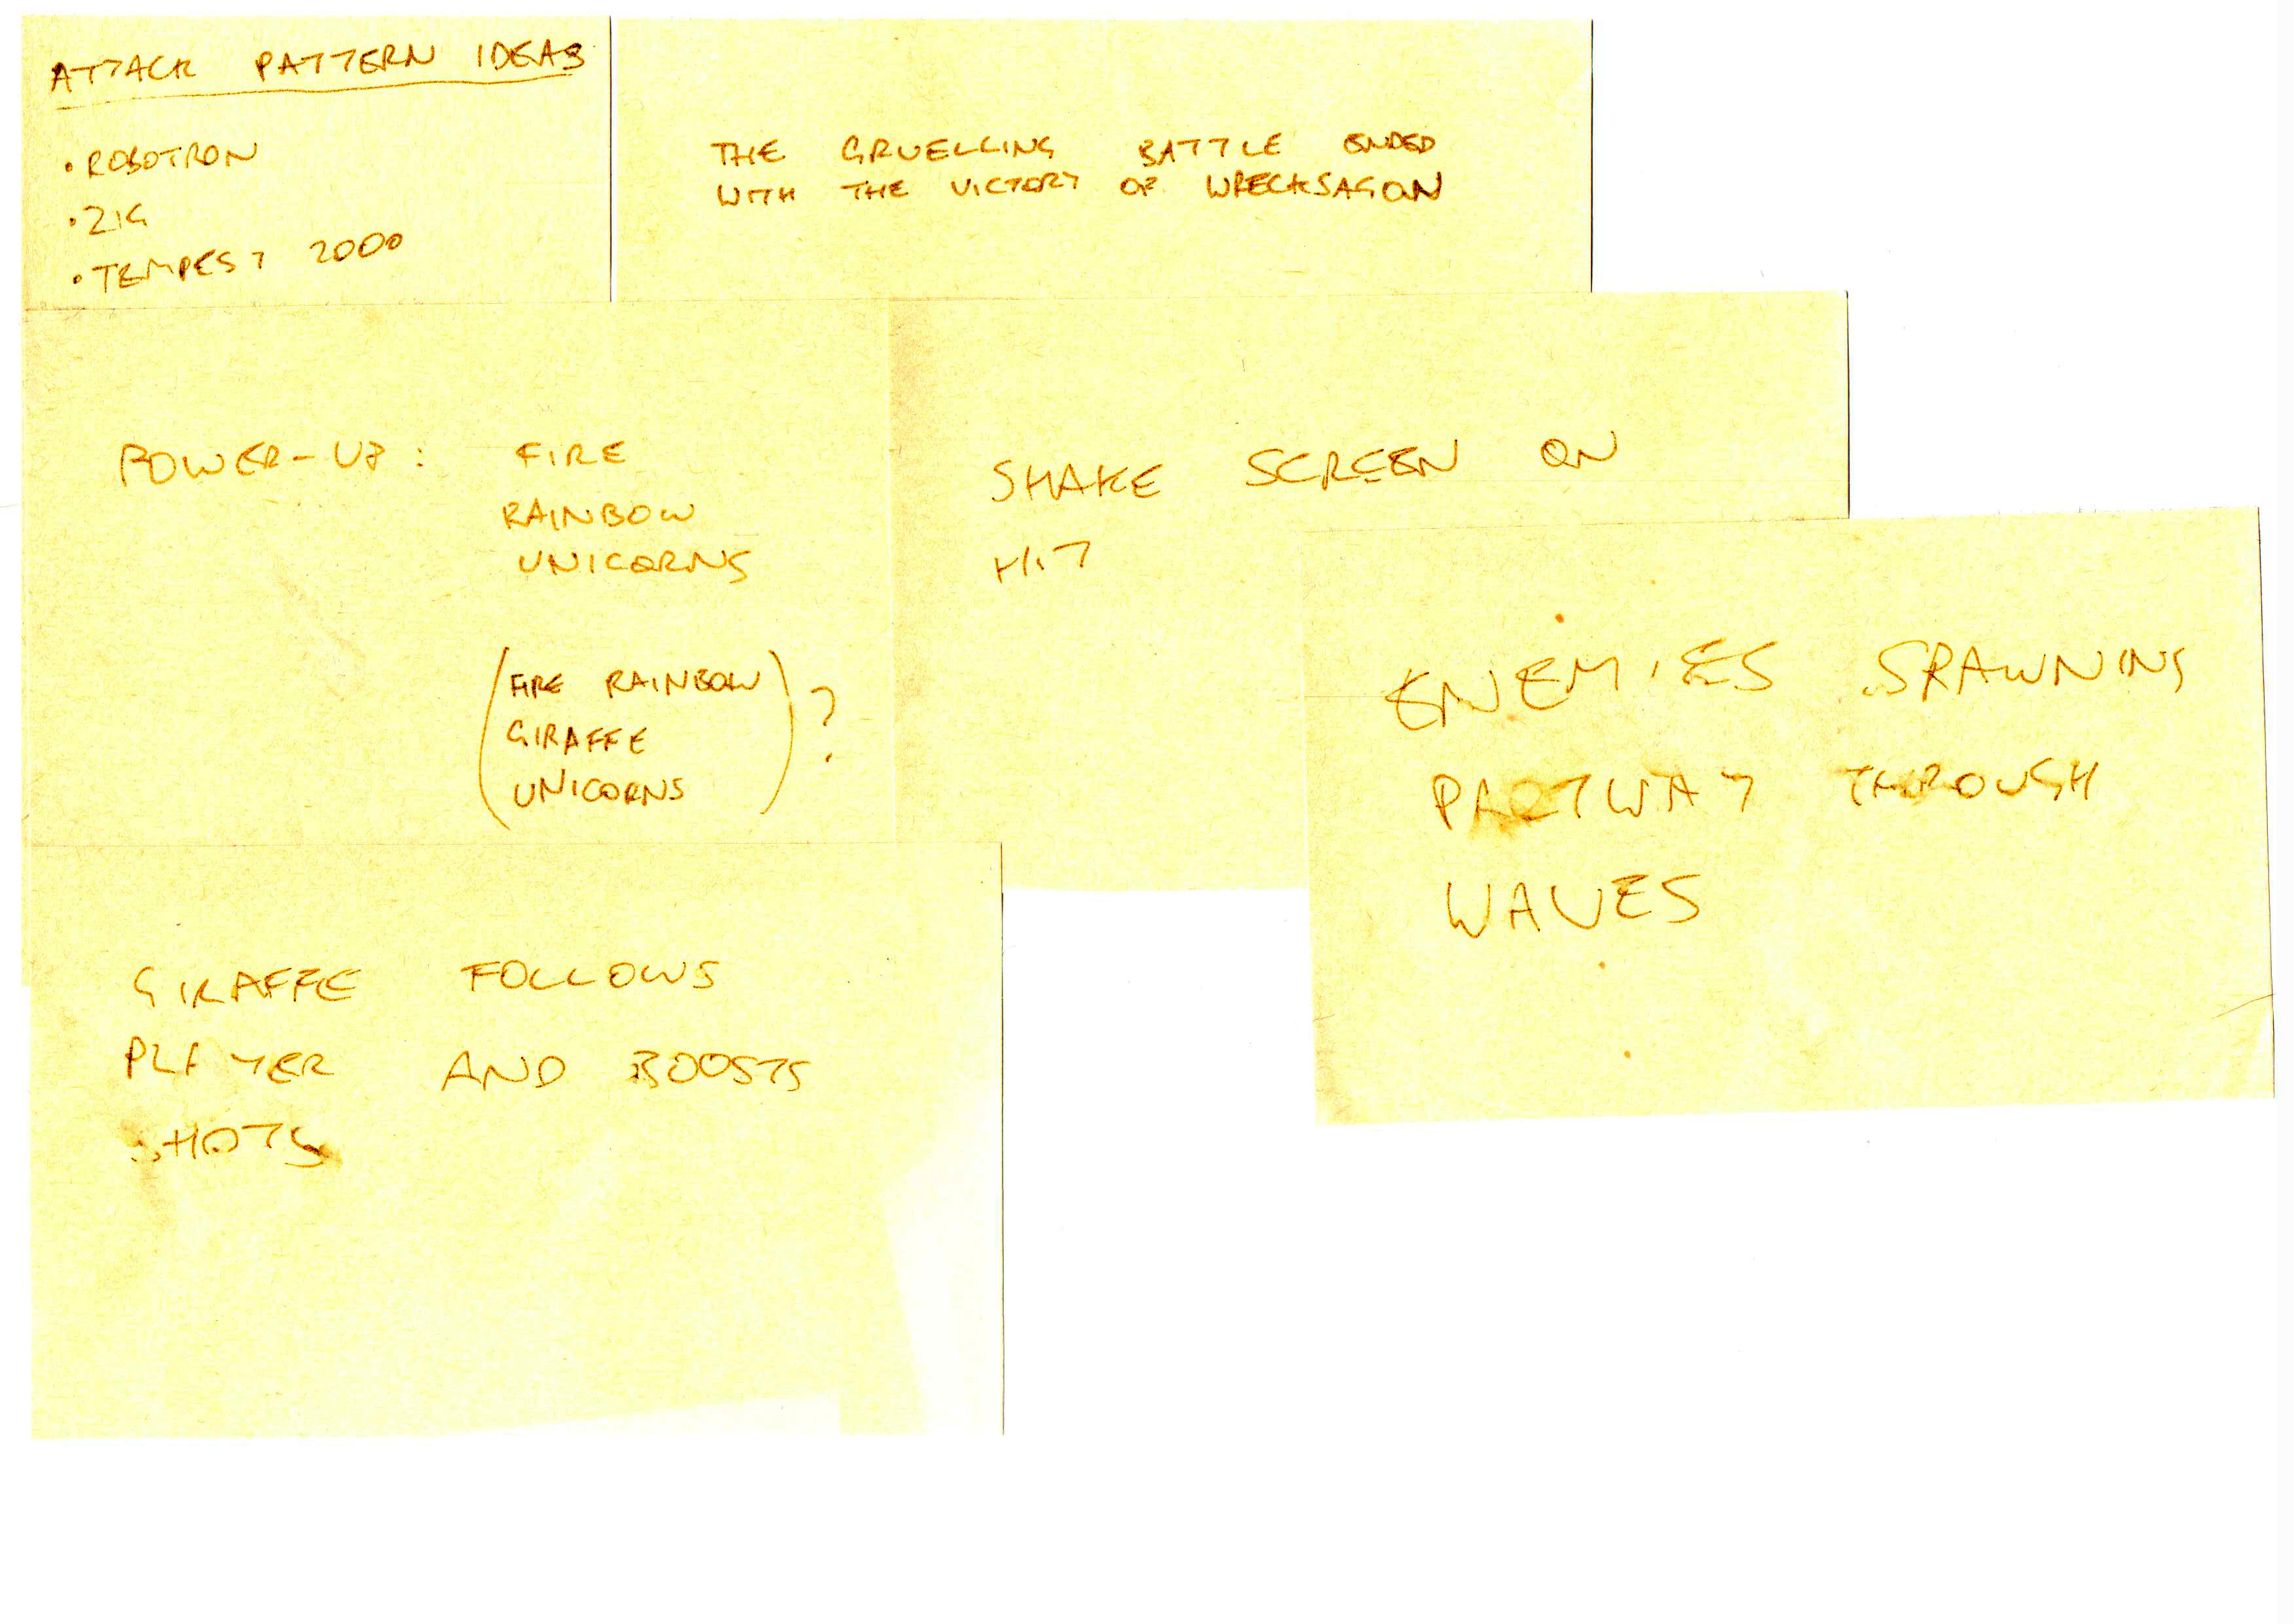 ATTACK PATTERN IDEAS
• ROBOTRON
• ZIG
• TEMPEST 2000
THE GRUELLING BATTLE ENDED
WITH THE VICTORY OF WRECKSAGON
POWER-UP: FIRE
RAINBOW
UNICORNS
(FIRE RAINBOW
GIRAFFE
UNICORNS)?
SHAKE SCREEN ON
HIT
ENEMIES SPAWNING
PARTWAY THROUGH
WAVES
GIRAFFE FOLLOWS
PLAYER AND BOOSTS
SHOTS